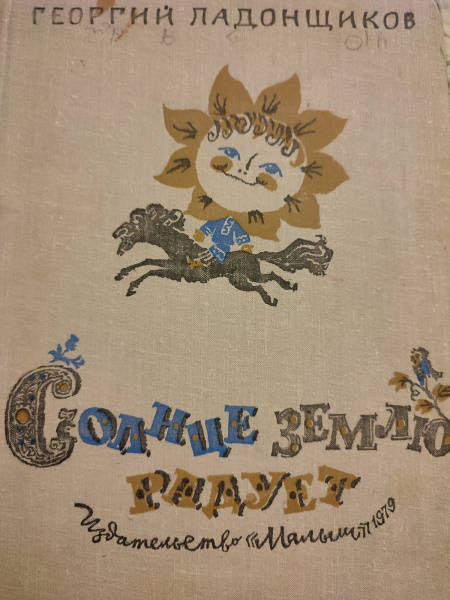 ГЕОРГИЙ ЛАДОНЩИКОВ
СОЛНЦЕ ЗЕМЛЮ
РАДУЕТ
Издательство «Малыш» 1979